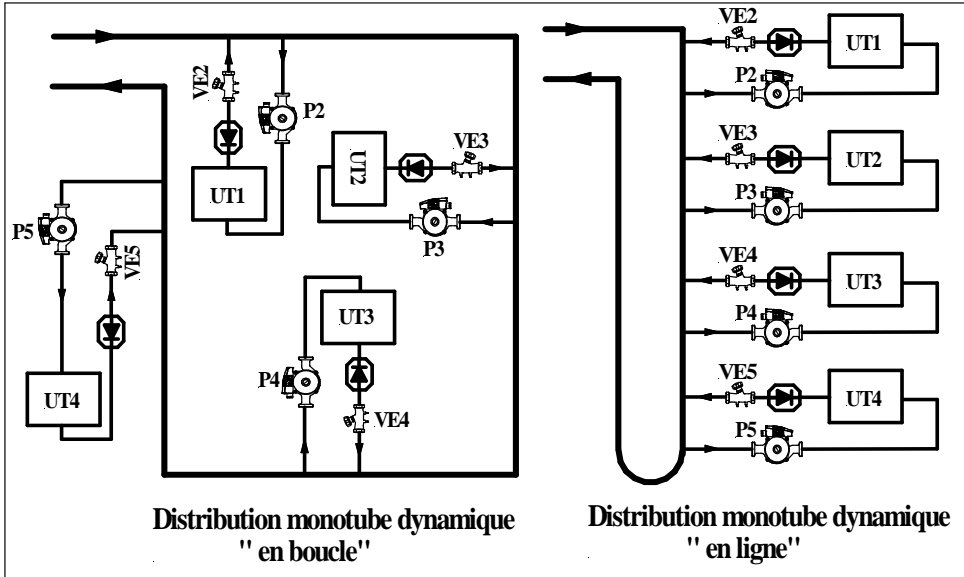 VE2
P2
UT1
VE3
UT2
P3
P5
VE5
UT4
UT3
P4
VE4
Distribution monotube dynamique
" en boucle"
VE2
UT1
P2
VE3
UT2
P3
VE4
UT3
P4
VE5
UT4
P5
Distribution monotube dynamique
" en ligne"